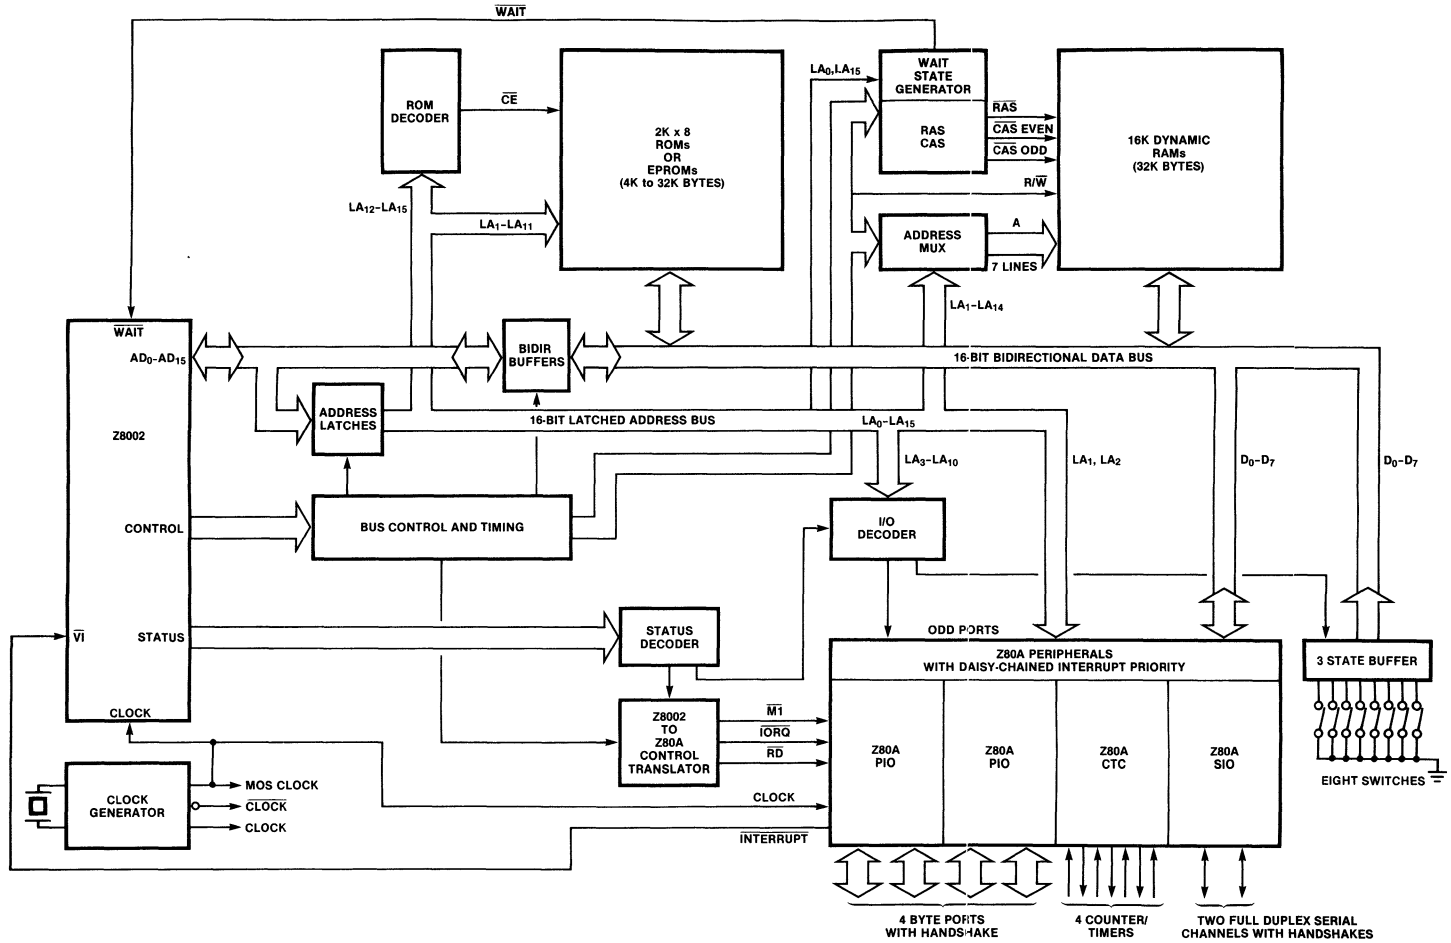 WAIT
ROM
DECODER
CE
2K x 8
ROMs
OR
EPROMs
(4K to 32K BYTES)
LA0,LA15
WAIT
STATE
GENERATOR
RAS
CAS
RAS
CAS EVEN
CAS ODD
R/W
16K DYNAMIC
RAMs
(32K BYTES)
LA12–LA15
LA1–LA11
ADDRESS
MUX
A
7 LINES
LA1–LA14
WAIT
AD0–AD15
Z8002
CONTROL
VI
STATUS
CLOCK
BIDIR
BUFFERS
16-BIT BIDIRECTIONAL DATA BUS
ADDRESS
LATCHES
16-BIT LATCHED ADDRESS BUS
LA0–LA15
LA3–LA10
LA1, LA2
D0–D7
D0–D7
BUS CONTROL AND TIMING
I/O
DECODER
STATUS
DECODER
ODD PORTS
Z80A PERIPHERALS
WITH DAISY-CHAINED INTERRUPT PRIORITY
3 STATE BUFFER
Z8002
TO
Z80A
CONTROL
TRANSLATOR
M1
IORQ
RD
Z80A
PIO
Z80A
PIO
Z80A
CTC
Z80A
SIO
EIGHT SWITCHES
CLOCK
GENERATOR
MOS CLOCK
CLOCK
CLOCK
CLOCK
INTERRUPT
4 BYTE PORTS
WITH HANDSHAKE
4 COUNTER/
TIMERS
TWO FULL DUPLEX SERIAL
CHANNELS WITH HANDSHAKES